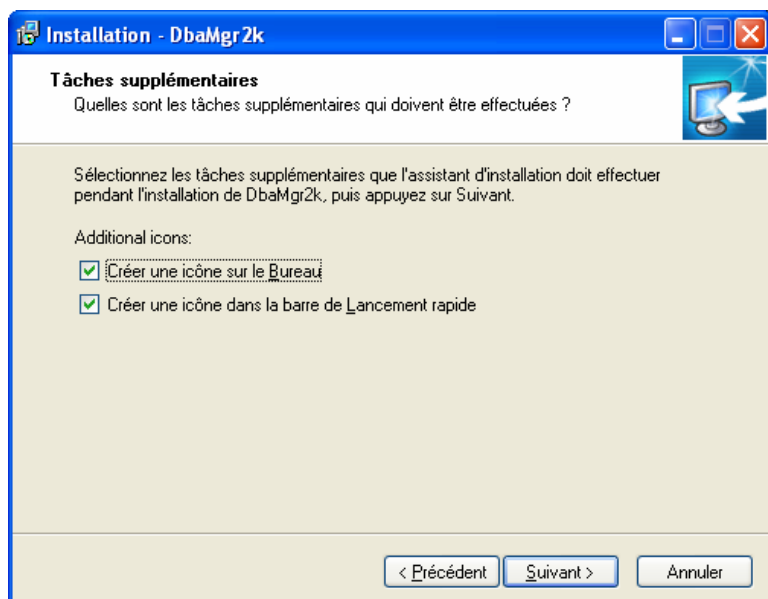 Installation - DbaMgr2k
Tâches supplémentaires
Quelles sont les tâches supplémentaires qui doivent être effectuées ?
Sélectionnez les tâches supplémentaires que l'assistant d'installation doit effectuer
pendant l'installation de DbaMgr2k, puis appuyez sur Suivant.
Additional icons:
Créer une icône sur le Bureau
Créer une icône dans la barre de Lancement rapide
< Précédent Suivant > Annuler